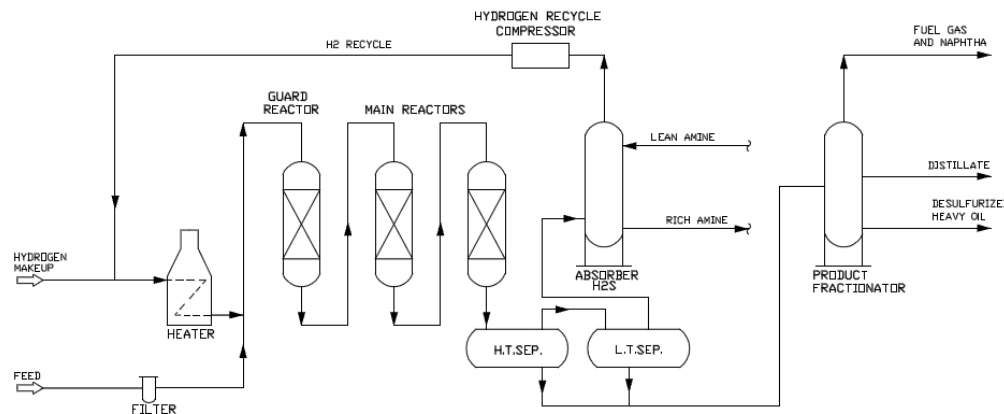 HYDROGEN RECYCLE
COMPRESSOR
FUEL GAS
AND NAPHTHA
H2 RECYCLE
GUARD
REACTOR
MAIN REACTORS
LEAN AMINE
DISTILLATE
DESULFURIZE
HEAVY OIL
RICH AMINE
HYDROGEN
MAKEUP
ABSORBER
H2S
PRODUCT
FRACTIONATOR
HEATER
H.T.SEP.
L.T.SEP.
FEED
FILTER